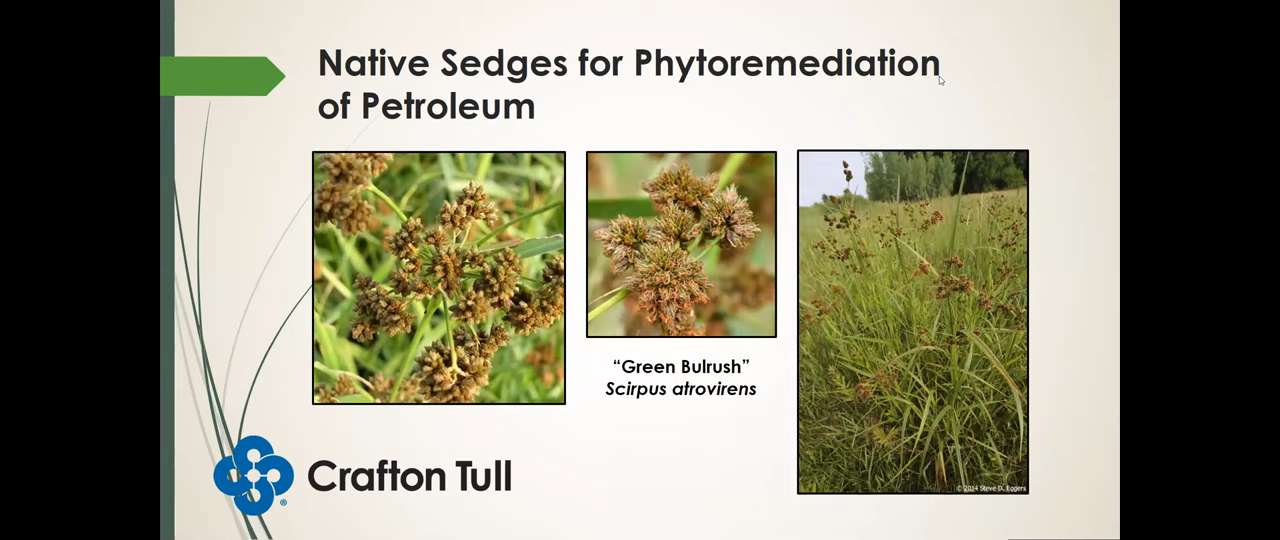 Native Sedges for Phytoremediation
of Petroleum
“Green Bulrush”
Scirpus atrovirens
© 2014 Steve D. Eggers
Crafton Tull
®